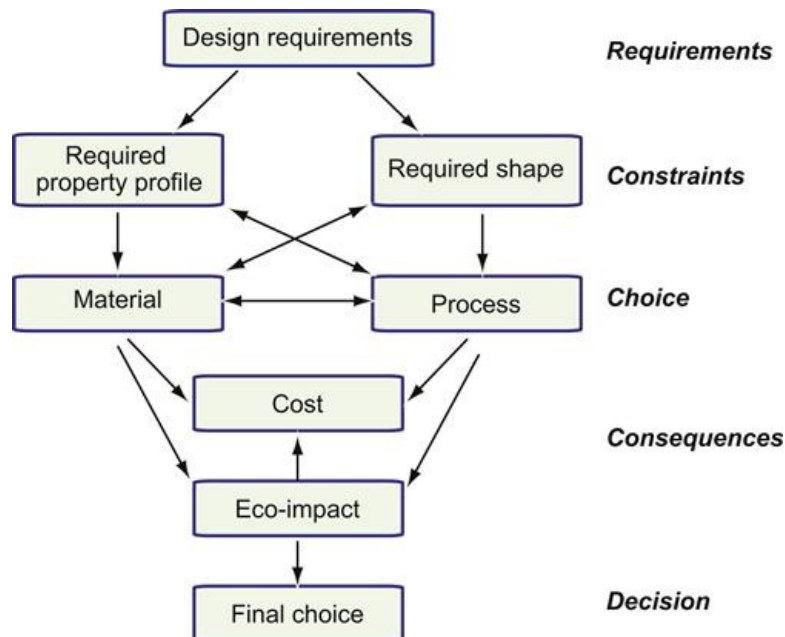 Design requirements
Requirements
Required
property profile
Required shape
Constraints
Material
Process
Choice
Cost
Consequences
Eco-impact
Final choice
Decision